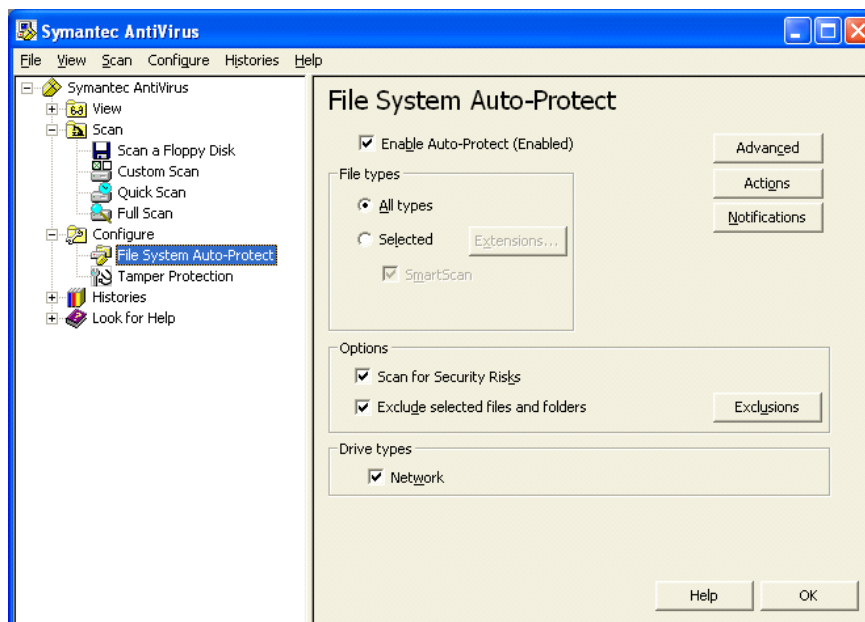 Symantec AntiVirus
File View Scan Configure Histories Help
Symantec AntiVirus
View
Scan
Scan a Floppy Disk
Custom Scan
Quick Scan
Full Scan
Configure
File System Auto-Protect
Tamper Protection
Histories
Look for Help
File System Auto-Protect
Enable Auto-Protect (Enabled)
Advanced
Actions
Notifications
File types
All types
Selected
Extensions...
SmartScan
Options
Scan for Security Risks
Exclude selected files and folders
Exclusions
Drive types
Network
Help
OK